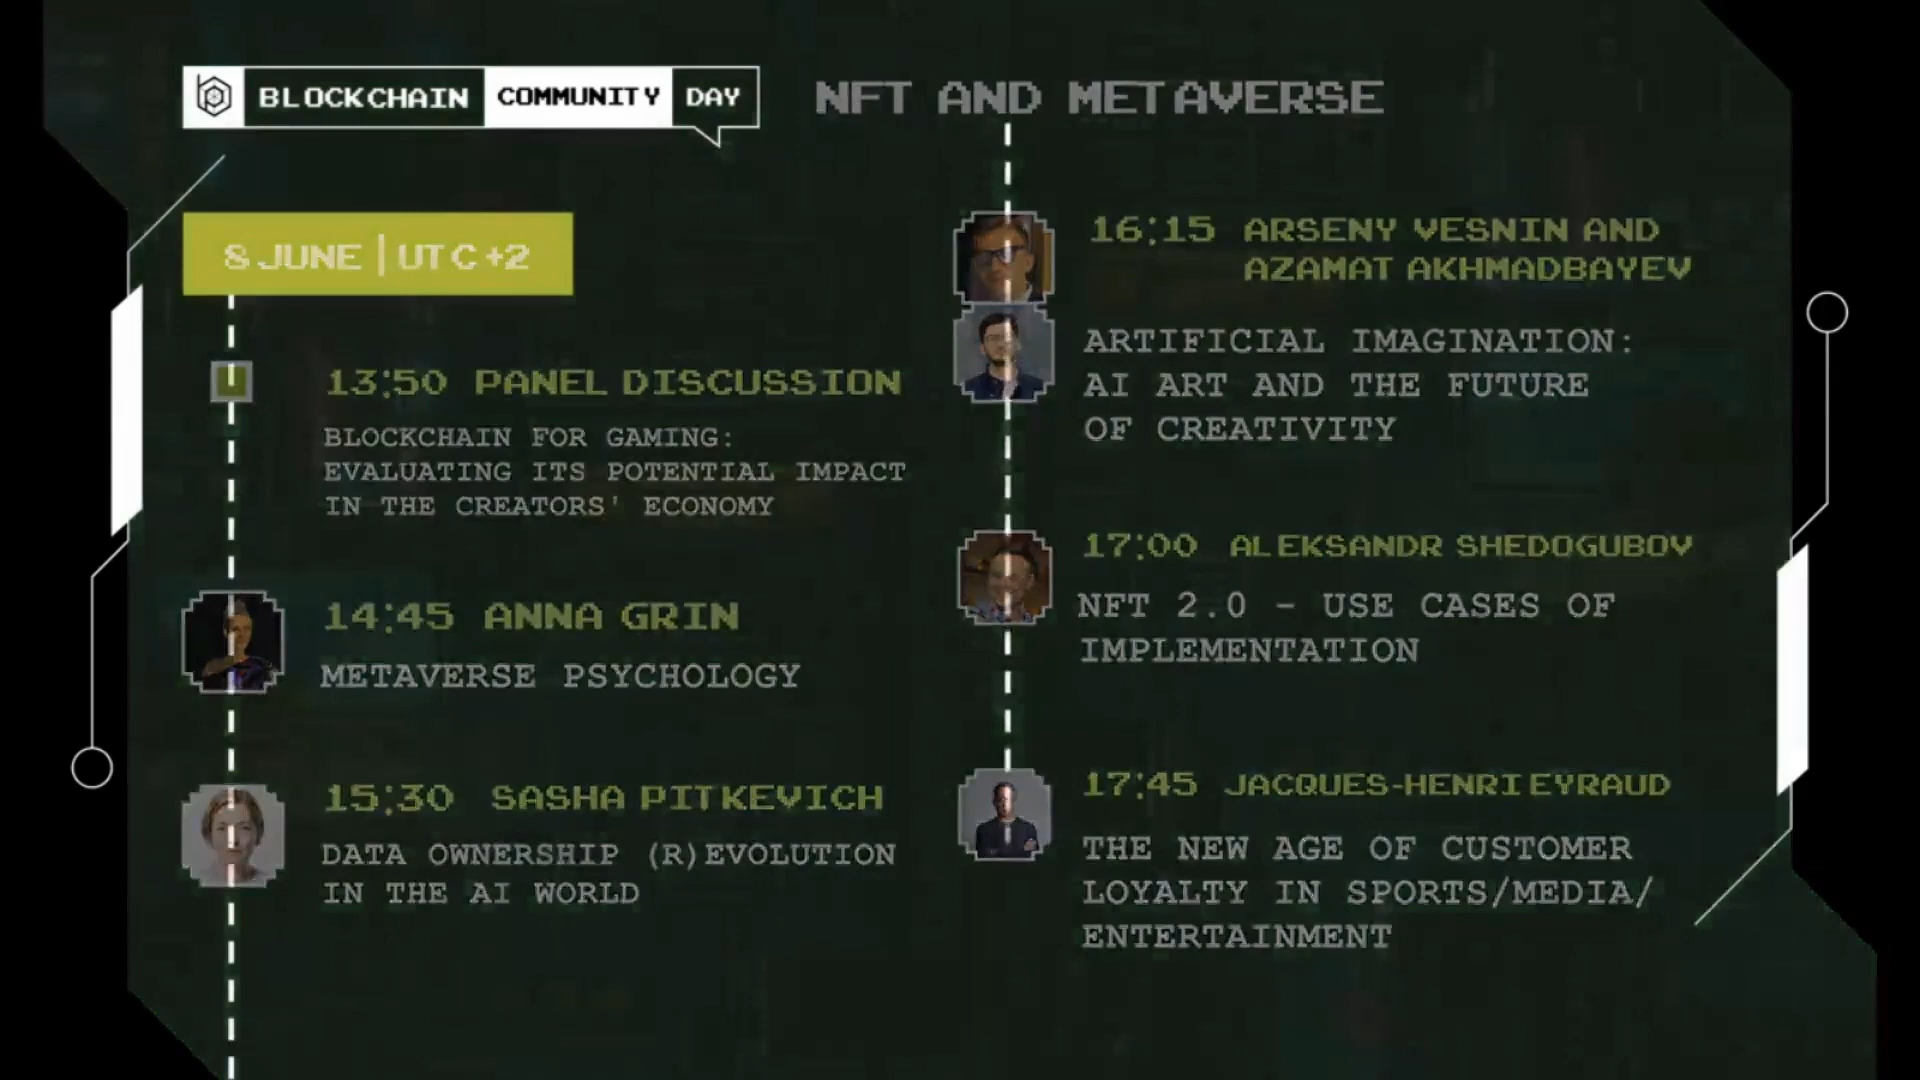 BLOCKCHAIN COMMUNITY DAY
NFT AND METAVERSE
8 JUNE | UTC+2
13:50 PANEL DISCUSSION
BLOCKCHAIN FOR GAMING:
EVALUATING ITS POTENTIAL IMPACT
IN THE CREATORS' ECONOMY
14:45 ANNA GRIN
METAVERSE PSYCHOLOGY
15:30 SASHA PITKEVICH
DATA OWNERSHIP (R)EVOLUTION
IN THE AI WORLD
16:15 ARSENY VESNIN AND
AZAMAT AKHMADBAYEV
ARTIFICIAL IMAGINATION:
AI ART AND THE FUTURE
OF CREATIVITY
17:00 ALEKSANDR SHEDOGUBOV
NFT 2.0 - USE CASES OF
IMPLEMENTATION
17:45 JACQUES-HENRI EYRAUD
THE NEW AGE OF CUSTOMER
LOYALTY IN SPORTS/MEDIA/
ENTERTAINMENT